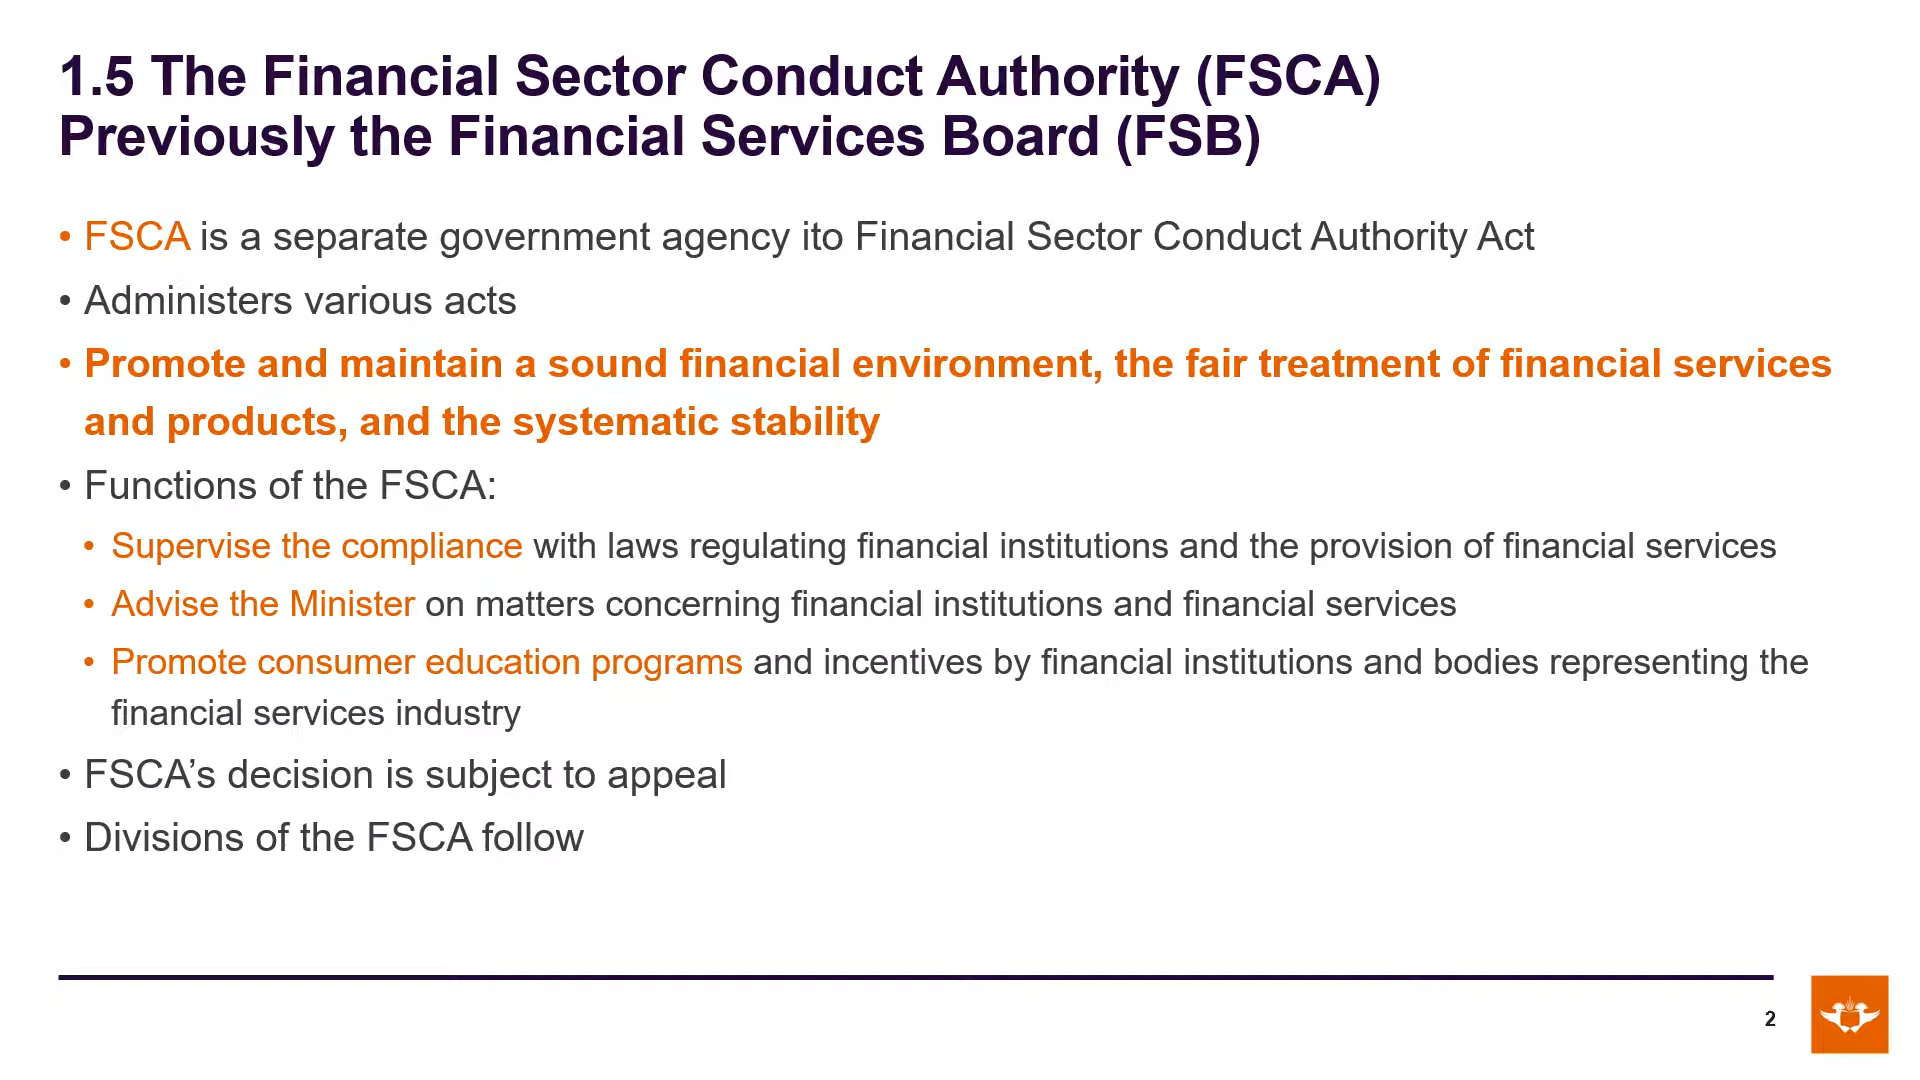 1.5 The Financial Sector Conduct Authority (FSCA)
Previously the Financial Services Board (FSB)
• FSCA is a separate government agency ito Financial Sector Conduct Authority Act
• Administers various acts
• Promote and maintain a sound financial environment, the fair treatment of financial services
and products, and the systematic stability
• Functions of the FSCA:
• Supervise the compliance with laws regulating financial institutions and the provision of financial services
• Advise the Minister on matters concerning financial institutions and financial services
• Promote consumer education programs and incentives by financial institutions and bodies representing the
financial services industry
• FSCA’s decision is subject to appeal
• Divisions of the FSCA follow
2